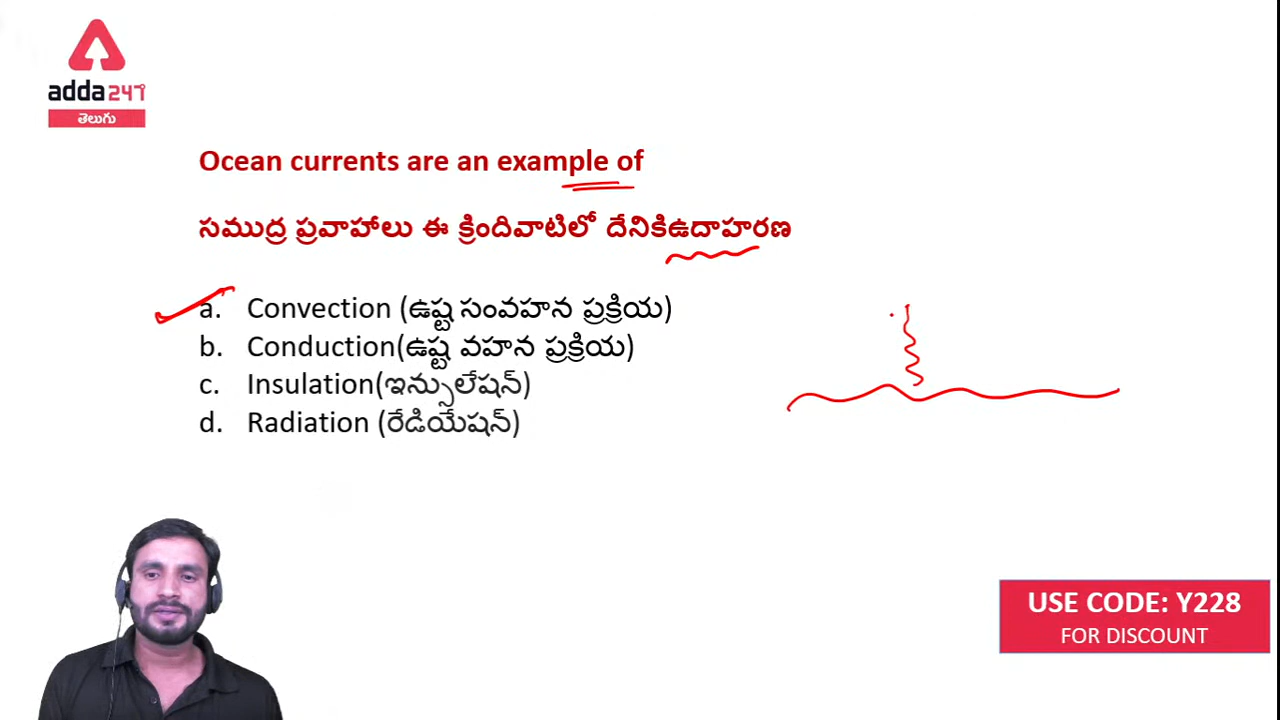 adda247
తెలుగు
Ocean currents are an example of
సముద్ర ప్రవాహాలు ఈ క్రిందివాటిలో దేనికిఉదాహరణ
a. Convection (ఉష్ట సంవహన ప్రక్రియ)
b. Conduction(ఉష్ట వహన ప్రక్రియ)
c. Insulation(ఇన్సులేషన్)
d. Radiation (రేడియేషన్)
USE CODE: Y228
FOR DISCOUNT